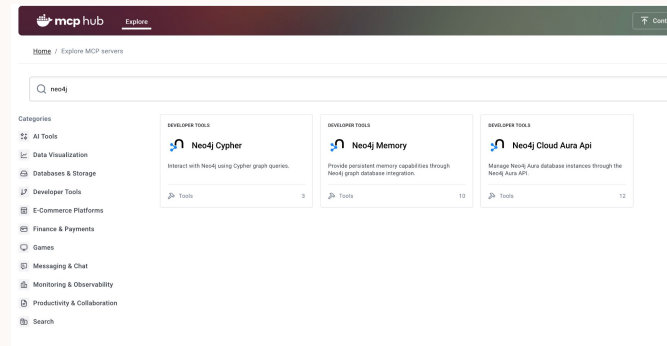 mcp hub
Explore
Home / Explore MCP servers
neo4j
Categories
AI Tools
Data Visualization
Databases & Storage
Developer Tools
E-Commerce Platforms
Finance & Payments
Games
Messaging & Chat
Monitoring & Observability
Productivity & Collaboration
Search
DEVELOPER TOOLS
Neo4j Cypher
Interact with Neo4j using Cypher graph queries.
Tools 3
DEVELOPER TOOLS
Neo4j Memory
Provide persistent memory capabilities through
Neo4j graph database integration.
Tools 10
DEVELOPER TOOLS
Neo4j Cloud Aura Api
Manage Neo4j Aura database instances through the
Neo4j Aura API.
Tools 12